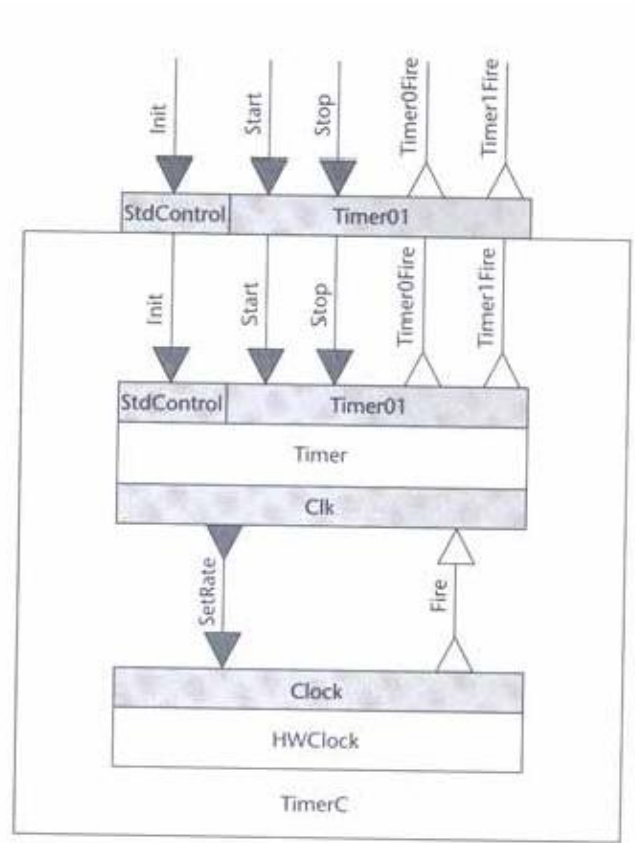 Init
Start
Stop
Timer0Fire
Timer1Fire
StdControl
Timer01
Init
Start
Stop
Timer0Fire
Timer1Fire
StdControl
Timer01
Timer
Clk
SetRate
Fire
Clock
HWClock
TimerC